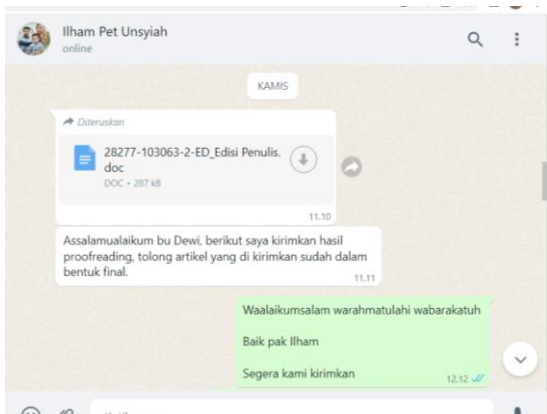 Ilham Pet Unsyiah
online
KAMIS
Diteruskan
28277-103063-2-ED_Edisi Penulis.
doc
DOC • 287 kB
11.10
Assalamualaikum bu Dewi, berikut saya kirimkan hasil
proofreading, tolong artikel yang di kirimkan sudah dalam
bentuk final.
11.11
Waalaikumsalam warahmatulahi wabarakatuh
Baik pak Ilham
Segera kami kirimkan
12.12